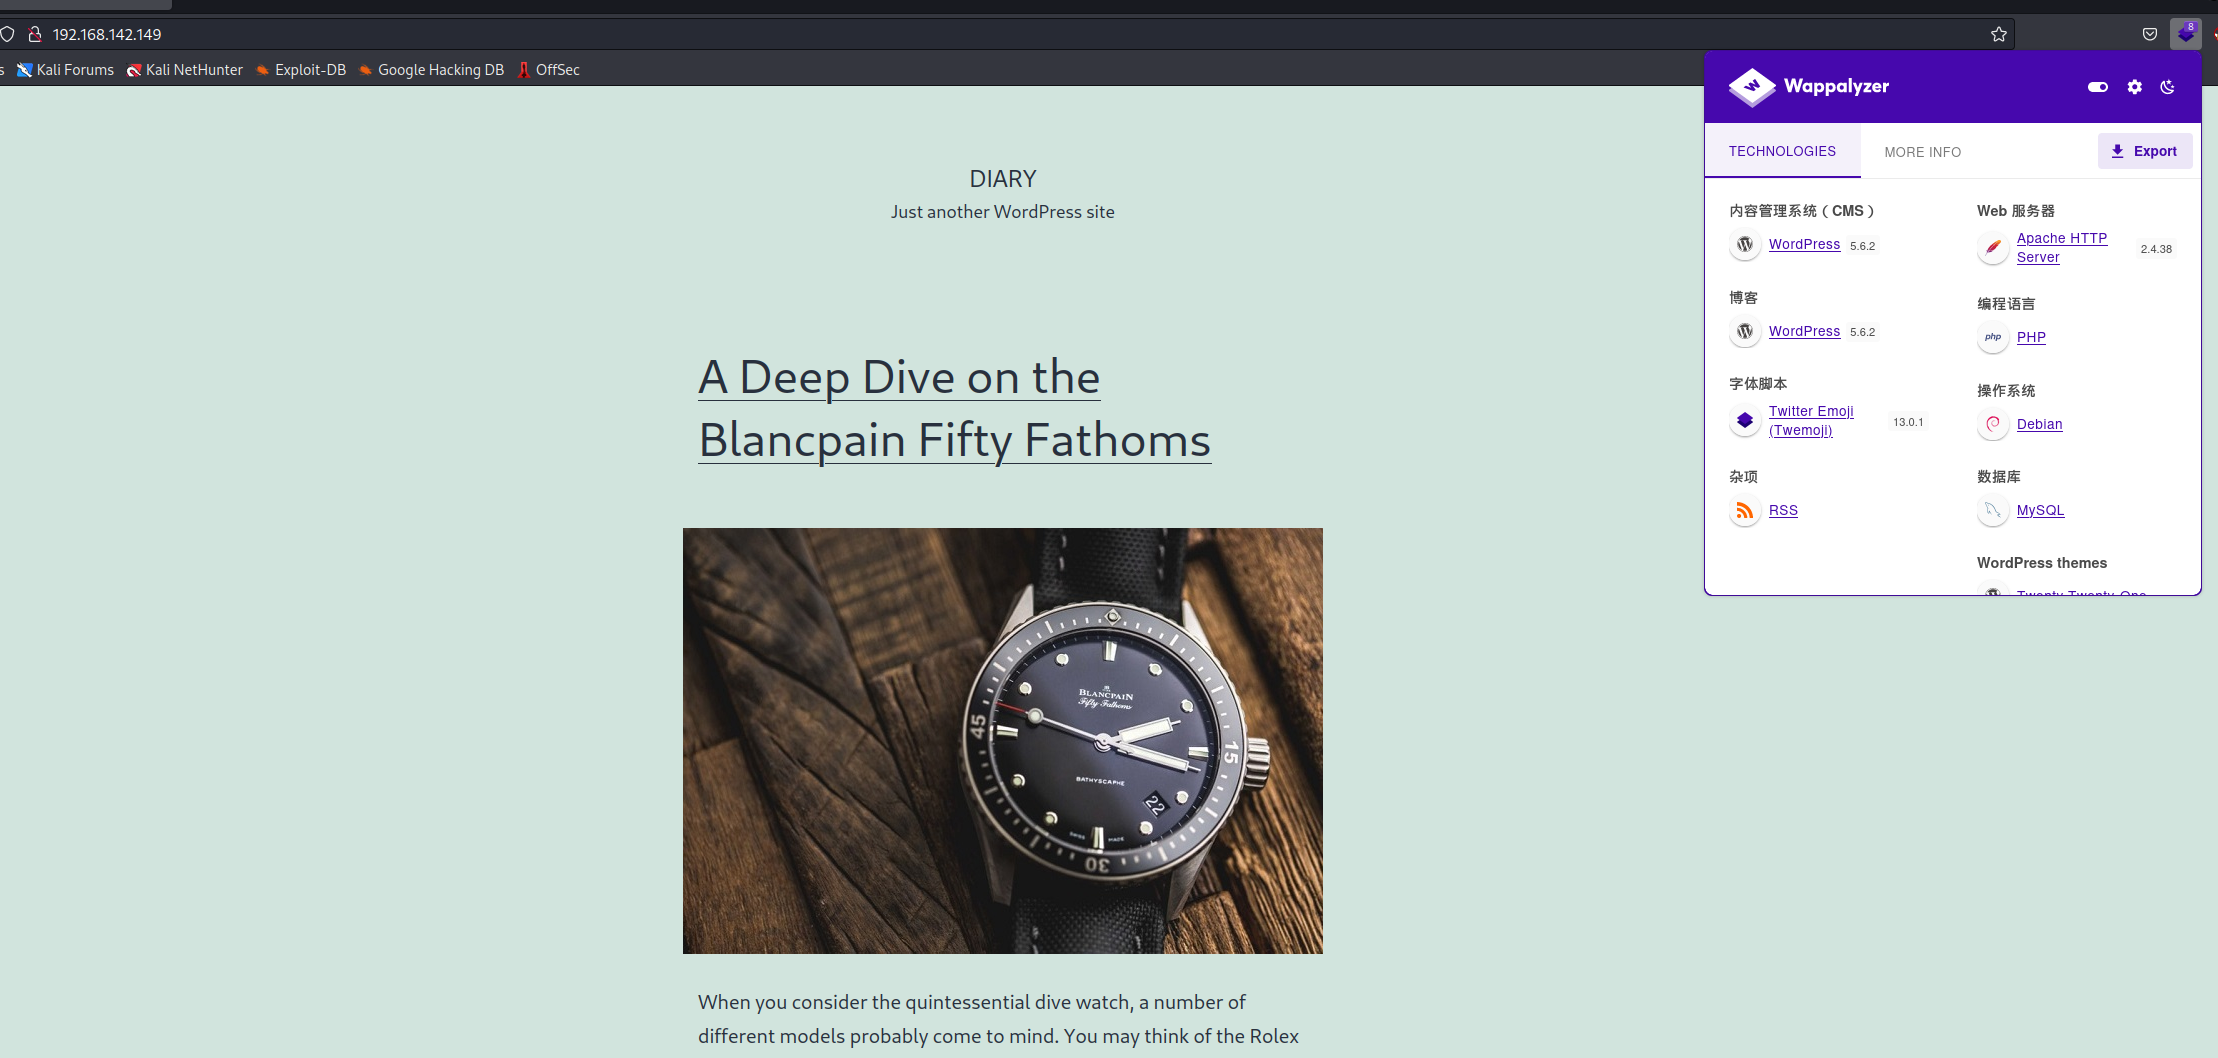 192.168.142.149
8
s Kali Forums Kali NetHunter Exploit-DB Google Hacking DB OffSec
DIARY
Just another WordPress site
A Deep Dive on the
Blancpain Fifty Fathoms
BLANCPAIN
Fifty Fathoms
BATHYSCAPHE
45
15
22
30
SWISS MADE
When you consider the quintessential dive watch, a number of
different models probably come to mind. You may think of the Rolex
Wappalyzer
TECHNOLOGIES
MORE INFO
Export
内容管理系统（CMS）
WordPress 5.6.2
博客
WordPress 5.6.2
字体脚本
Twitter Emoji
(Twemoji) 13.0.1
杂项
RSS
Web 服务器
Apache HTTP
Server 2.4.38
编程语言
php PHP
操作系统
Debian
数据库
MySQL
WordPress themes
Twenty Twenty-One